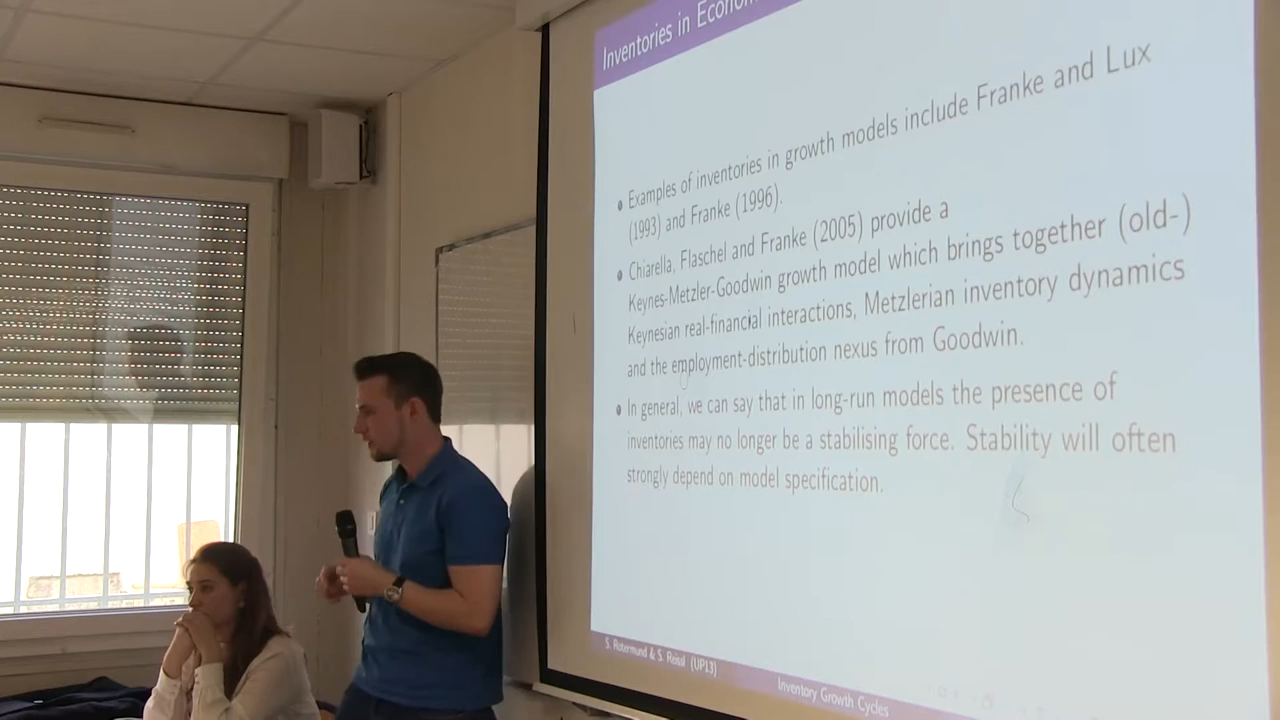 Inventories in Econom
Examples of inventories in growth models include Franke and Lux
(1993) and Franke (1996).
Chiarella, Flaschel and Franke (2005) provide a
Keynes-Metzler-Goodwin growth model which brings together (old-)
Keynesian real-financial interactions, Metzlerian inventory dynamics
and the employment-distribution nexus from Goodwin.
In general, we can say that in long-run models the presence of
inventories may no longer be a stabilising force. Stability will often
strongly depend on model specification.
S. Rotermund & S. Reissl (UP13)
Inventory Growth Cycles